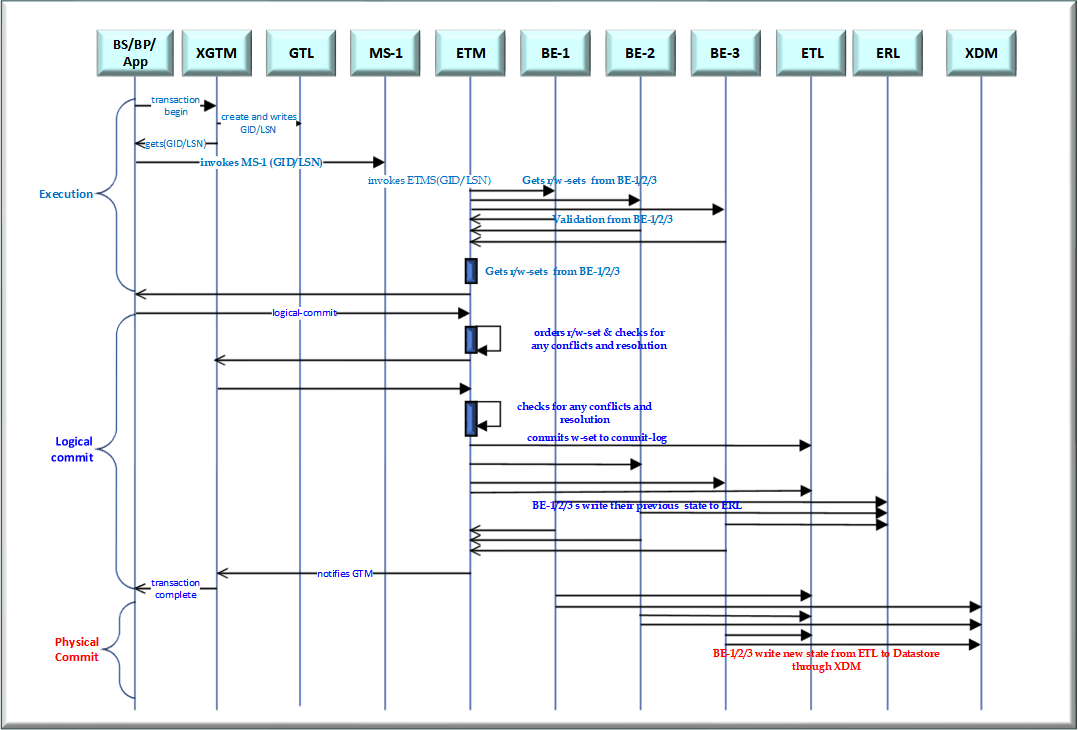 BS/BP/
App
XGTM
GTL
MS-1
ETM
BE-1
BE-2
BE-3
ETL
ERL
XDM
transaction
begin
create and writes
GID/LSN
gets(GID/LSN)
invokes MS-1 (GID/LSN)
invokes ETMS(GID/LSN)
Gets r/w -sets from BE-1/2/3
Execution
Validation from BE-1/2/3
Gets r/w-sets from BE-1/2/3
logical-commit
orders r/w-set & checks for
any conflicts and resolution
checks for any conflicts and
resolution
Logical
commit
commits w-set to commit-log
BE-1/2/3 s write their previous state to ERL
notifies GTM
transaction
complete
Physical
Commit
BE-1/2/3 write new state from ETL to Datastore
through XDM